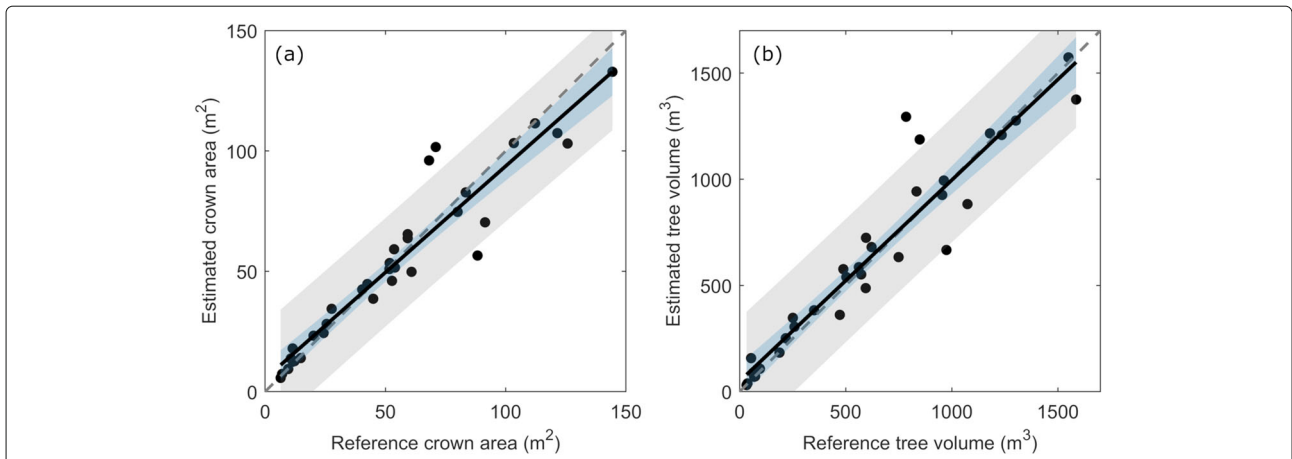 (a)
150
100
50
0
Estimated crown area (m²)
0
50
100
150
Reference crown area (m²)
(b)
1500
1000
500
0
Estimated tree volume (m³)
0
500
1000
1500
Reference tree volume (m³)